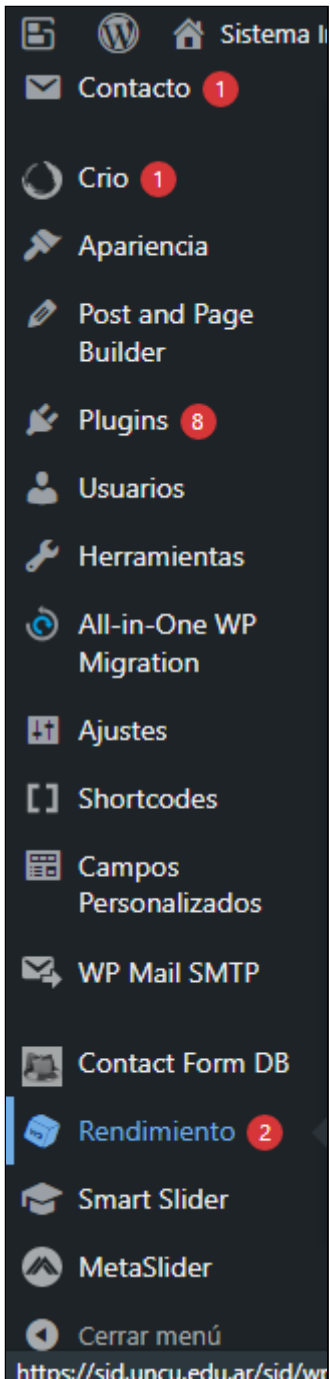 Sistema
Contacto 1
Crio 1
Apariencia
Post and Page
Builder
Plugins 8
Usuarios
Herramientas
All-in-One WP
Migration
Ajustes
Shortcodes
Campos
Personalizados
WP Mail SMTP
Contact Form DB
Rendimiento 2
Smart Slider
MetaSlider
Cerrar menú
https://sid.uncu.edu.ar/sid/wp